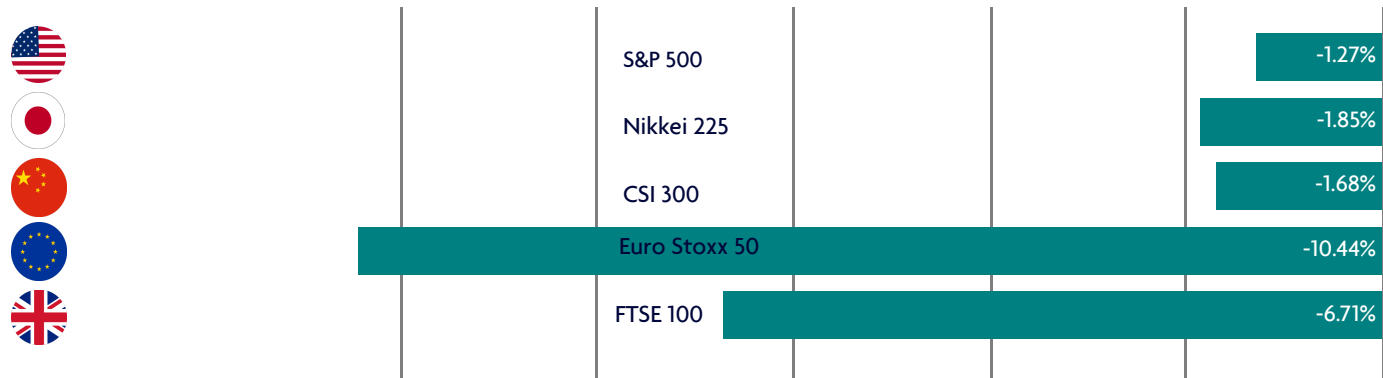 S&P 500 -1.27%
Nikkei 225 -1.85%
CSI 300 -1.68%
Euro Stoxx 50 -10.44%
FTSE 100 -6.71%